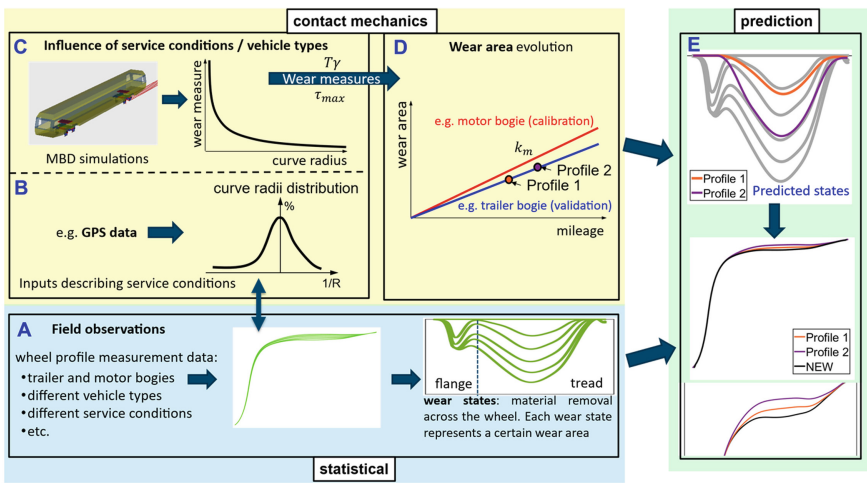 contact mechanics
prediction
C
Influence of service conditions / vehicle types
MBD simulations
wear measure
curve radius
Tγ
Wear measures
τmax
D
Wear area evolution
wear area
e.g. motor bogie (calibration)
km
Profile 2
Profile 1
e.g. trailer bogie (validation)
mileage
B
curve radii distribution
%
e.g. GPS data
Inputs describing service conditions
1/R
A
Field observations
wheel profile measurement data:
•trailer and motor bogies
•different vehicle types
•different service conditions
•etc.
flange
tread
wear states: material removal
across the wheel. Each wear state
represents a certain wear area
statistical
E
Profile 1
Profile 2
Predicted states
Profile 1
Profile 2
NEW